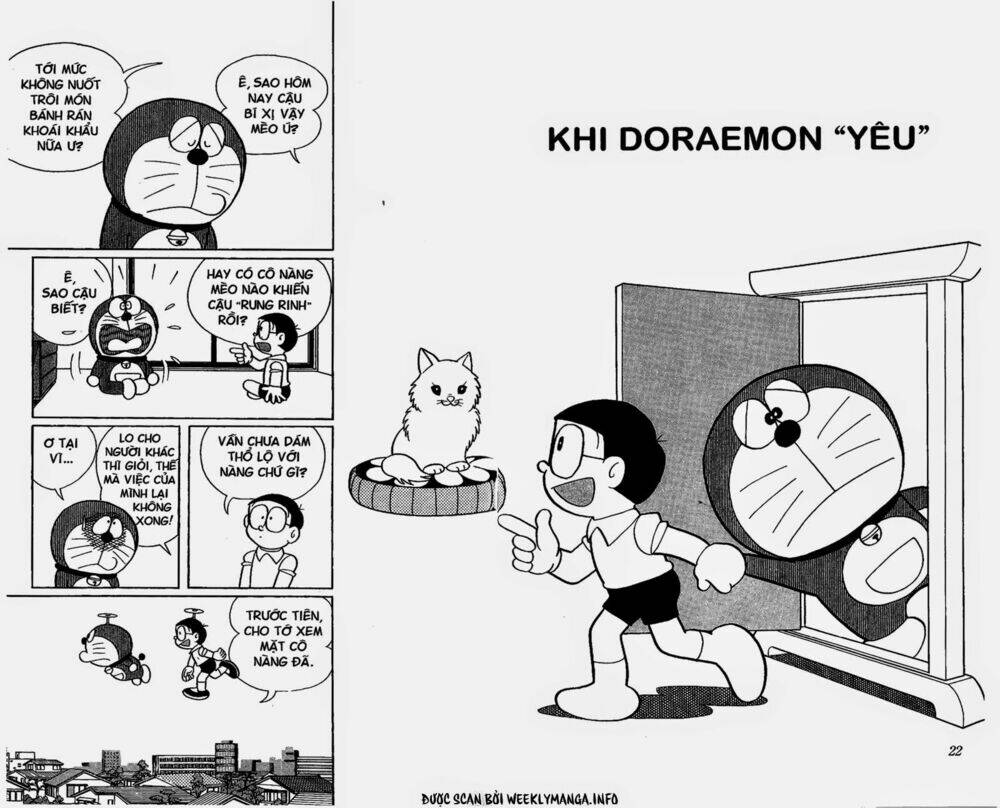 KHI DORAEMON “YÊU”
TỚI MỨC
KHÔNG NUỐT
TRÔI MÓN
BÁNH RÁN
KHOÁI KHẨU
NỮA Ư?
Ê, SAO HÔM
NAY CẬU
BÍ XỊ VẬY
MÈO Ú?
Ê,
SAO CẬU
BIẾT?
HAY CÓ CÔ NÀNG
MÈO NÀO KHIẾN
CẬU “RUNG RINH”
RỒI?
Ơ TẠI
VÌ...
LO CHO
NGƯỜI KHÁC
THÌ GIỎI, THẾ
MÀ VIỆC CỦA
MÌNH LẠI
KHÔNG
XONG!
VẪN CHƯA DÁM
THỔ LỘ VỚI
NÀNG CHỨ GÌ?
TRƯỚC TIÊN,
CHO TỚ XEM
MẶT CÔ
NÀNG ĐÃ.
22
ĐƯỢC SCAN BỞI WEEKLYMANGA.INFO